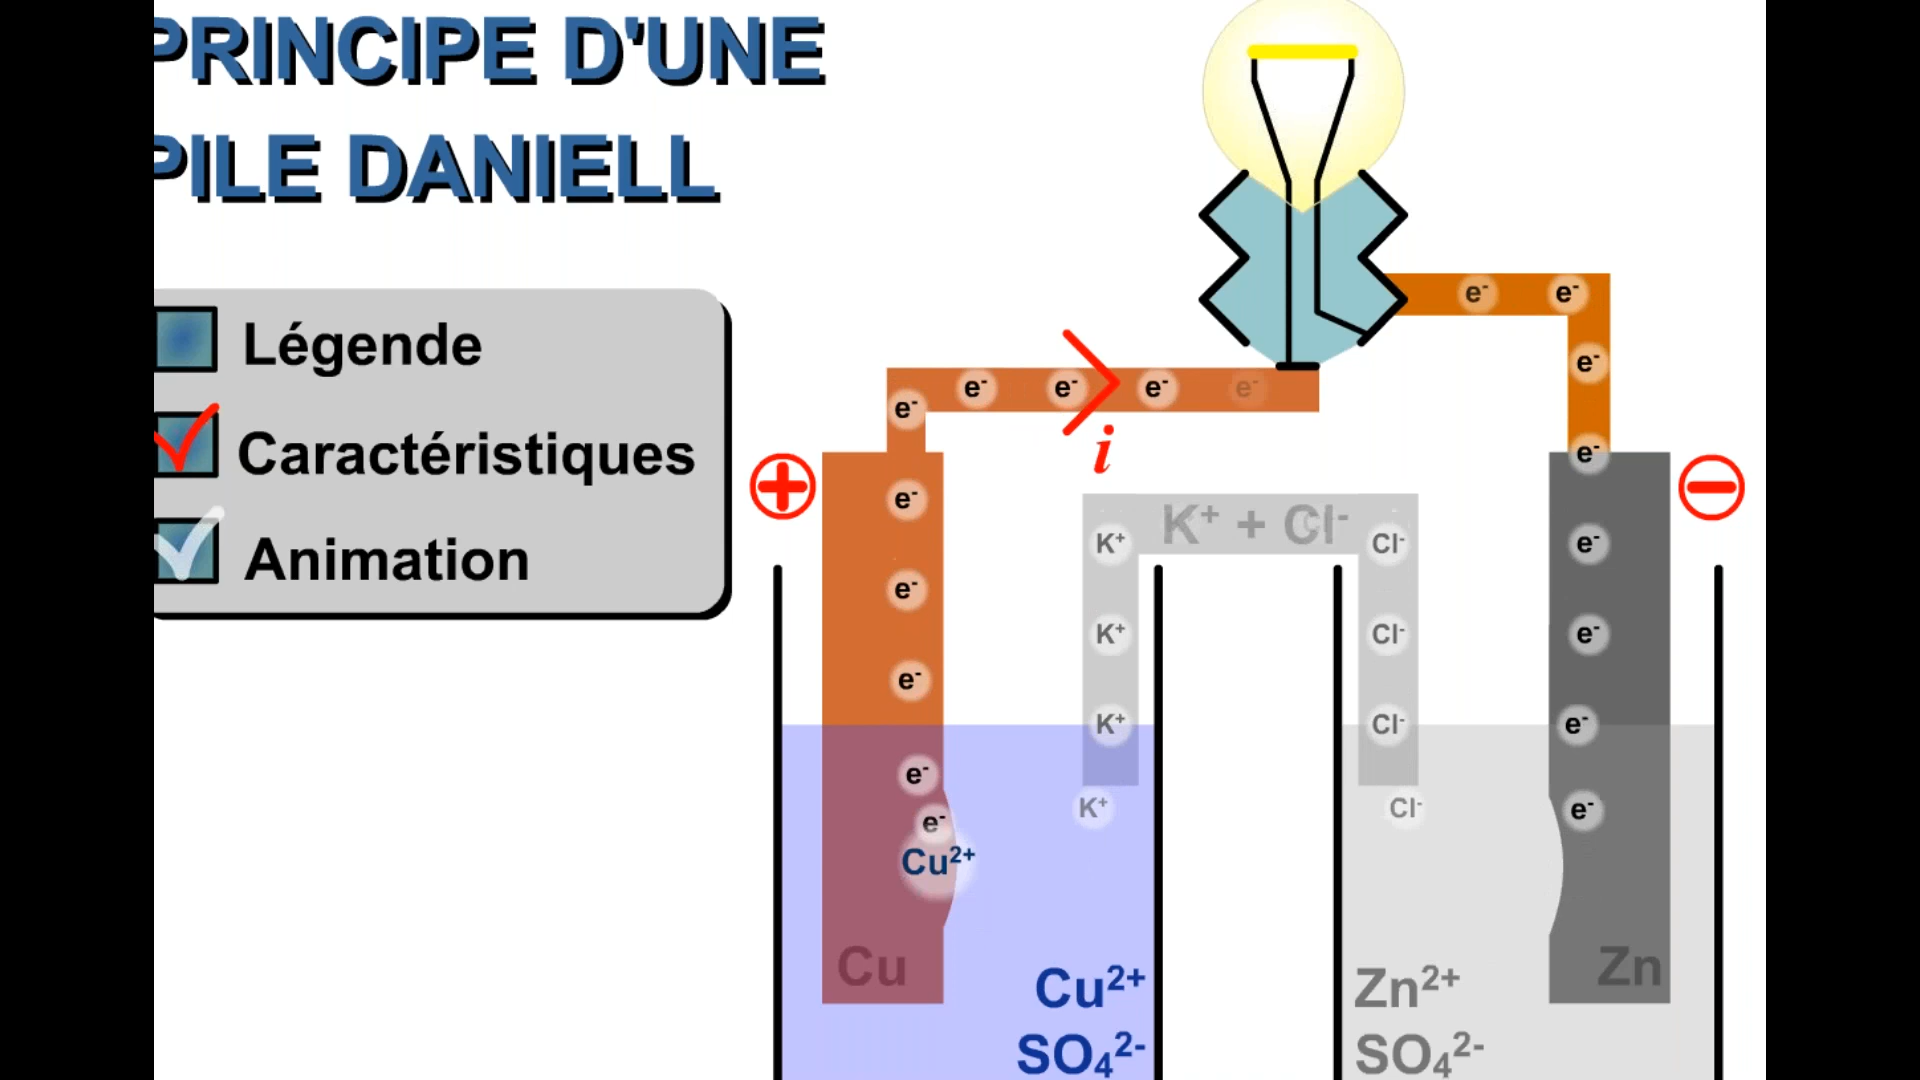 PRINCIPE D'UNE
PILE DANIELL
Légende
Caractéristiques
Animation
e⁻ e⁻
e⁻
e⁻ e⁻ e⁻ e⁻ e⁻
i
e⁻
+
−
e⁻
K⁺ + Cl⁻
K⁺ Cl⁻ e⁻
e⁻
K⁺ Cl⁻ e⁻
e⁻
K⁺ Cl⁻ e⁻
e⁻
K⁺ Cl⁻ e⁻
e⁻
Cu²⁺
Cu
Zn
Cu²⁺ Zn²⁺
SO₄²⁻ SO₄²⁻